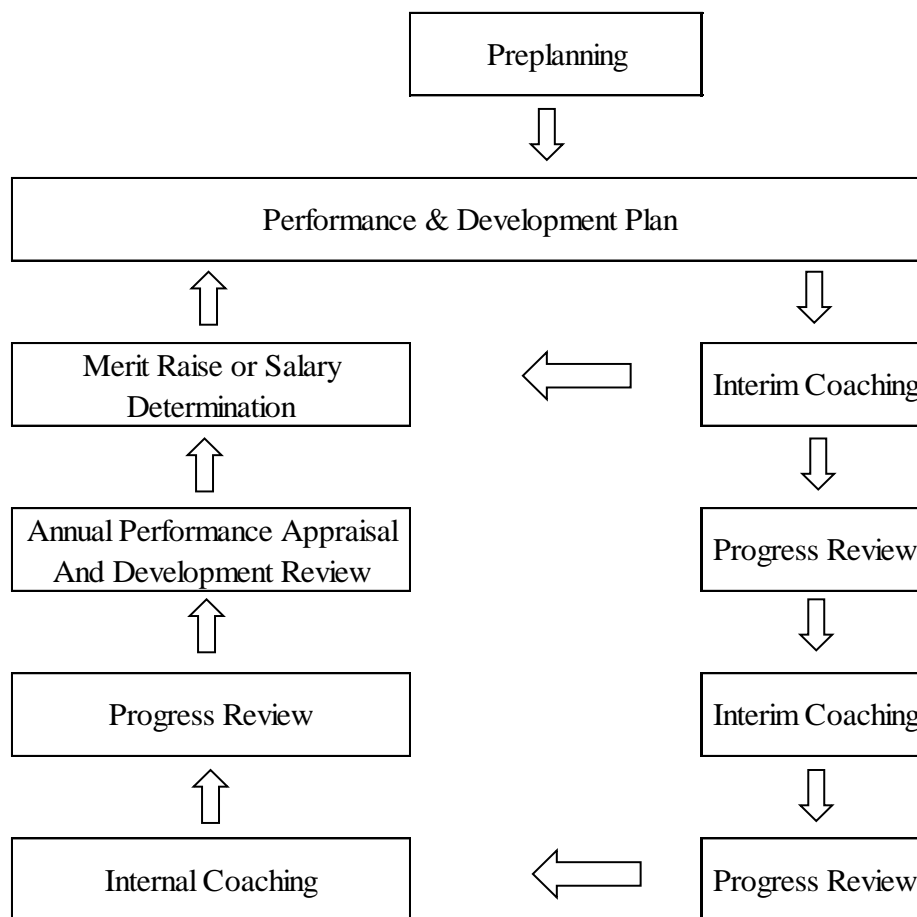 Preplanning
Performance & Development Plan
Merit Raise or Salary
Determination
Interim Coaching
Annual Performance Appraisal
And Development Review
Progress Review
Progress Review
Interim Coaching
Internal Coaching
Progress Review